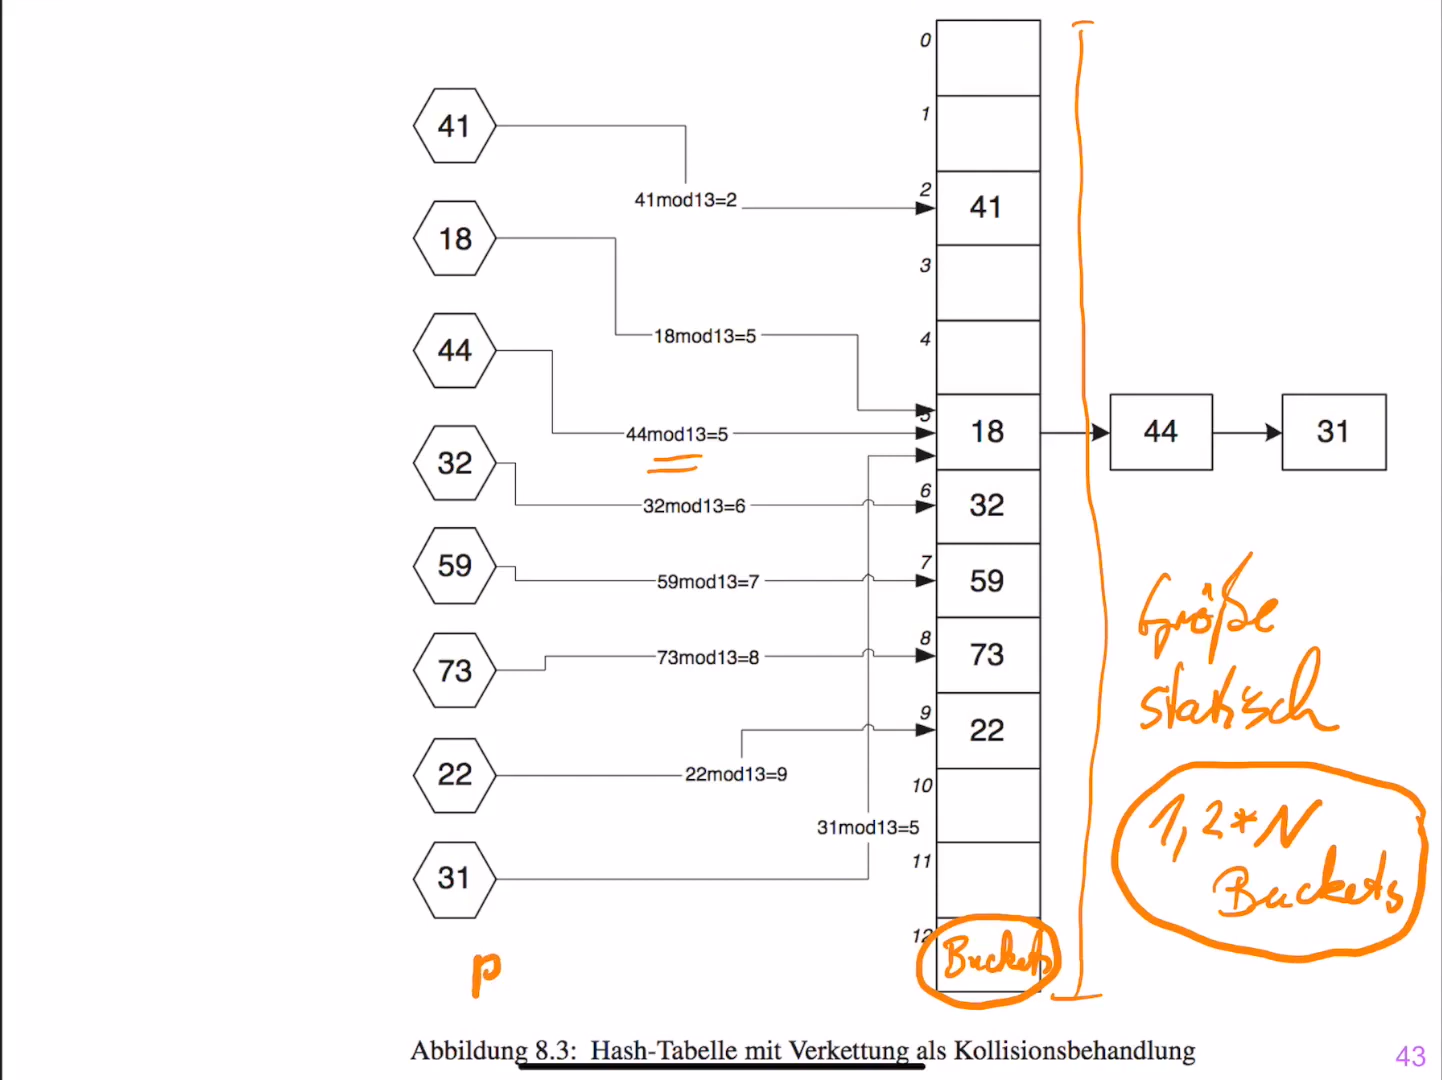 0
41
1
41mod13=2
2
41
18
3
18mod13=5
4
44
44mod13=5
5
18
44
31
32
32mod13=6
6
32
59
59mod13=7
7
59
Größe
73
73mod13=8
8
73
statisch
22
22mod13=9
9
22
10
1,2*N
Buckets
31mod13=5
11
31
12
Buckets
p
Abbildung 8.3: Hash-Tabelle mit Verkettung als Kollisionsbehandlung
43